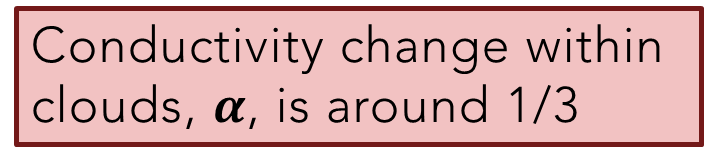 Conductivity change within
clouds, α, is around 1/3